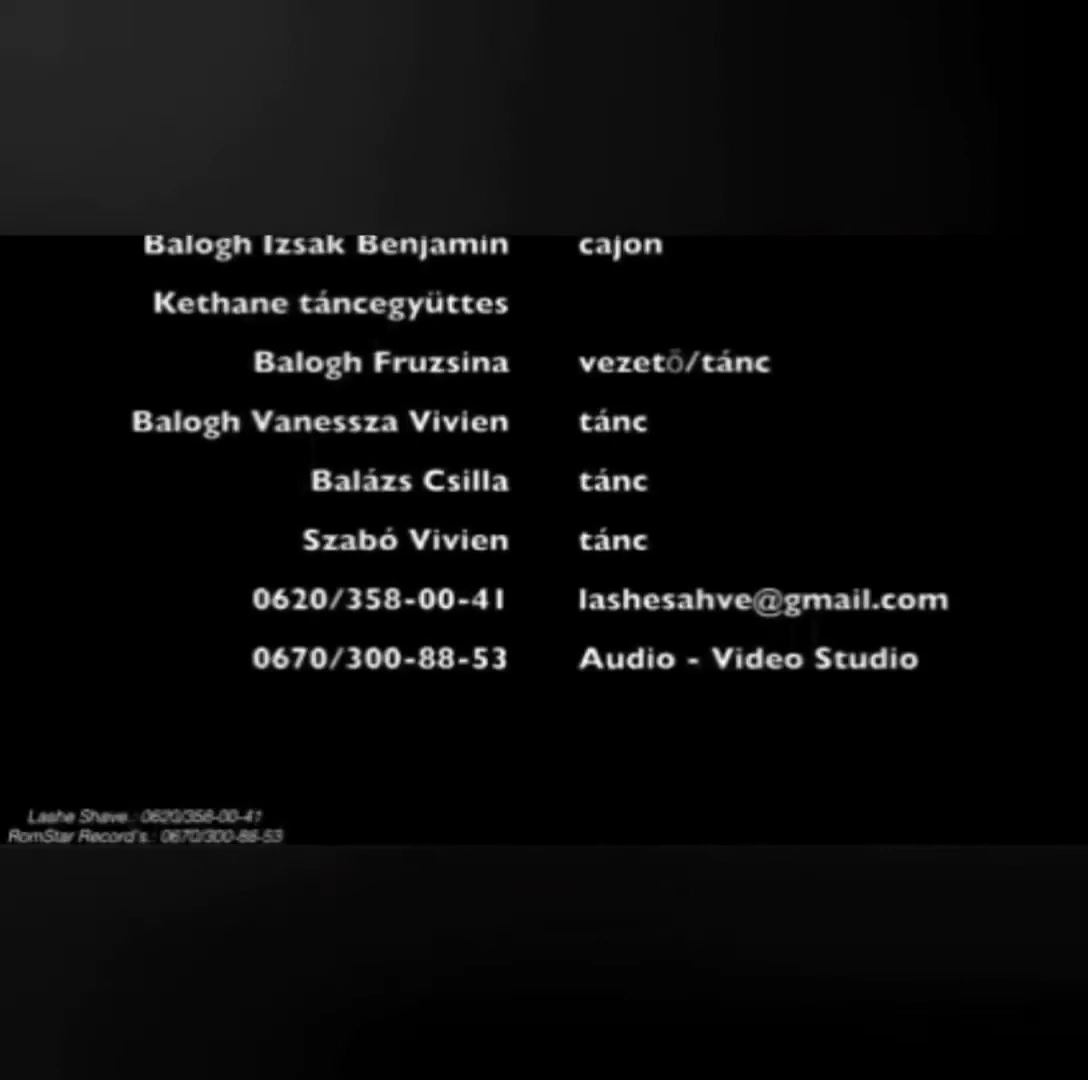 Balogh Izsak Benjamin cajon
Kethane táncegyüttes
Balogh Fruzsina vezető/tánc
Balogh Vanessza Vivien tánc
Balázs Csilla tánc
Szabó Vivien tánc
0620/358-00-41 lashesahve@gmail.com
0670/300-88-53 Audio - Video Studio
Lashe Shave.: 0620/358-00-41
RomStar Record's.: 0670/300-88-53